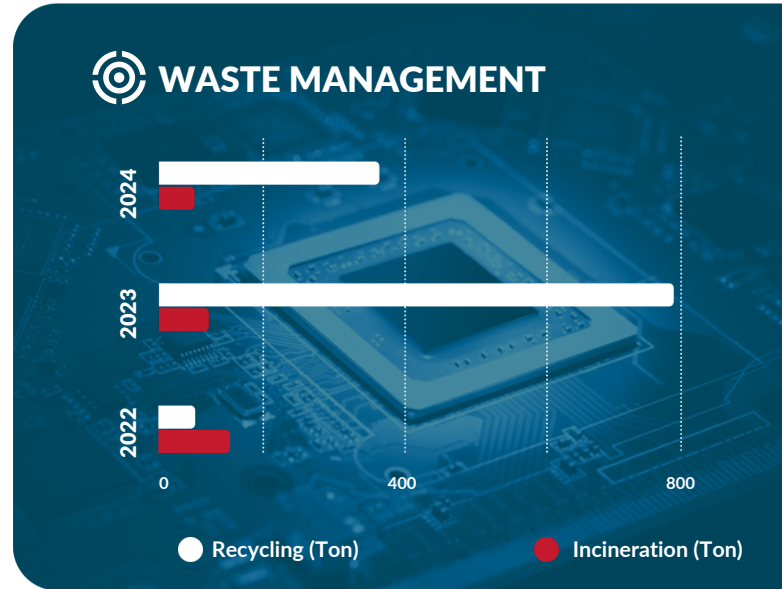 WASTE MANAGEMENT
2024
2023
2022
0 400 800
Recycling (Ton) Incineration (Ton)